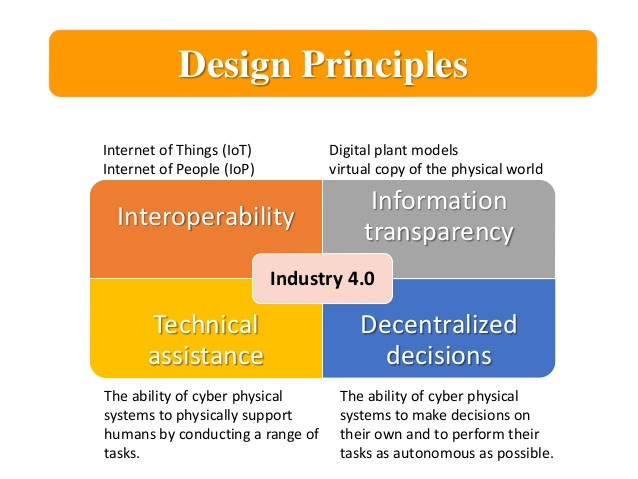 Design Principles
Internet of Things (IoT)
Internet of People (IoP)
Digital plant models
virtual copy of the physical world
Interoperability
Information
transparency
Industry 4.0
Technical
assistance
Decentralized
decisions
The ability of cyber physical
systems to physically support
humans by conducting a range of
tasks.
The ability of cyber physical
systems to make decisions on
their own and to perform their
tasks as autonomous as possible.